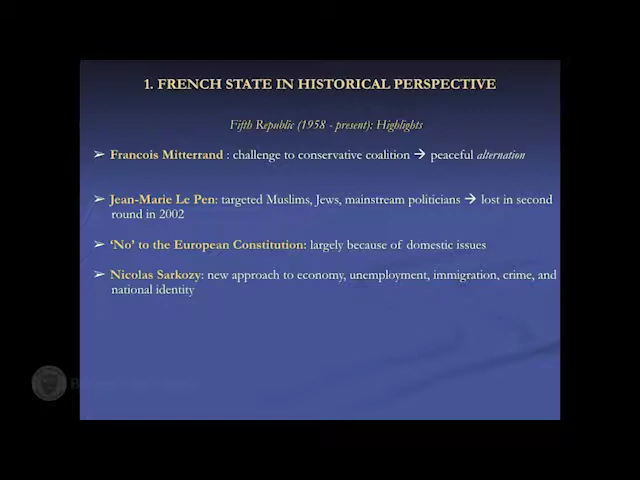 1. FRENCH STATE IN HISTORICAL PERSPECTIVE
Fifth Republic (1958 - present): Highlights
➢ Francois Mitterrand : challenge to conservative coalition ➔ peaceful alternation
➢ Jean-Marie Le Pen: targeted Muslims, Jews, mainstream politicians ➔ lost in second
round in 2002
➢ ‘No’ to the European Constitution: largely because of domestic issues
➢ Nicolas Sarkozy: new approach to economy, unemployment, immigration, crime, and
national identity